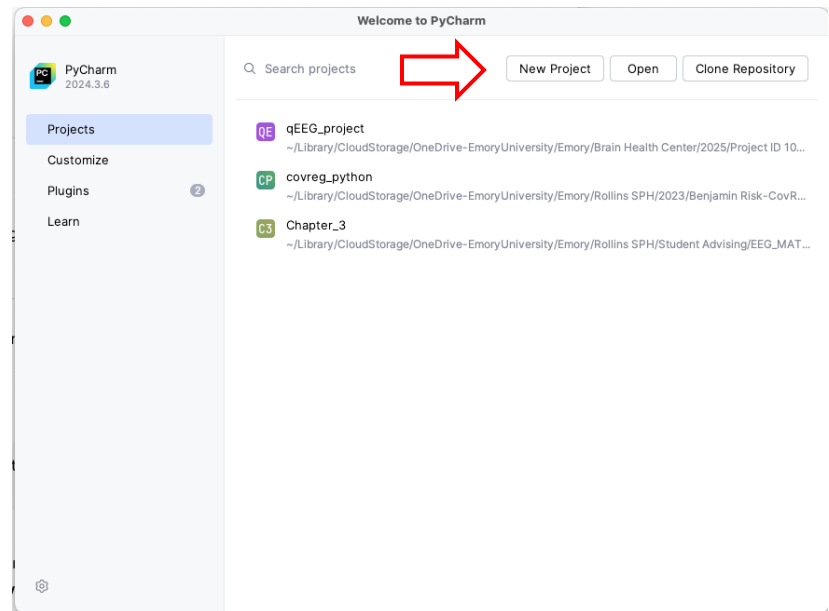 Welcome to PyCharm
PC
PyCharm
2024.3.6
Search projects
New Project
Open
Clone Repository
Projects
Customize
Plugins
2
Learn
QE
qEEG_project
~/Library/CloudStorage/OneDrive-EmoryUniversity/Emory/Brain Health Center/2025/Project ID 10...
CP
covreg_python
~/Library/CloudStorage/OneDrive-EmoryUniversity/Emory/Rollins SPH/2023/Benjamin Risk-CovR...
C3
Chapter_3
~/Library/CloudStorage/OneDrive-EmoryUniversity/Emory/Rollins SPH/Student Advising/EEG_MAT...